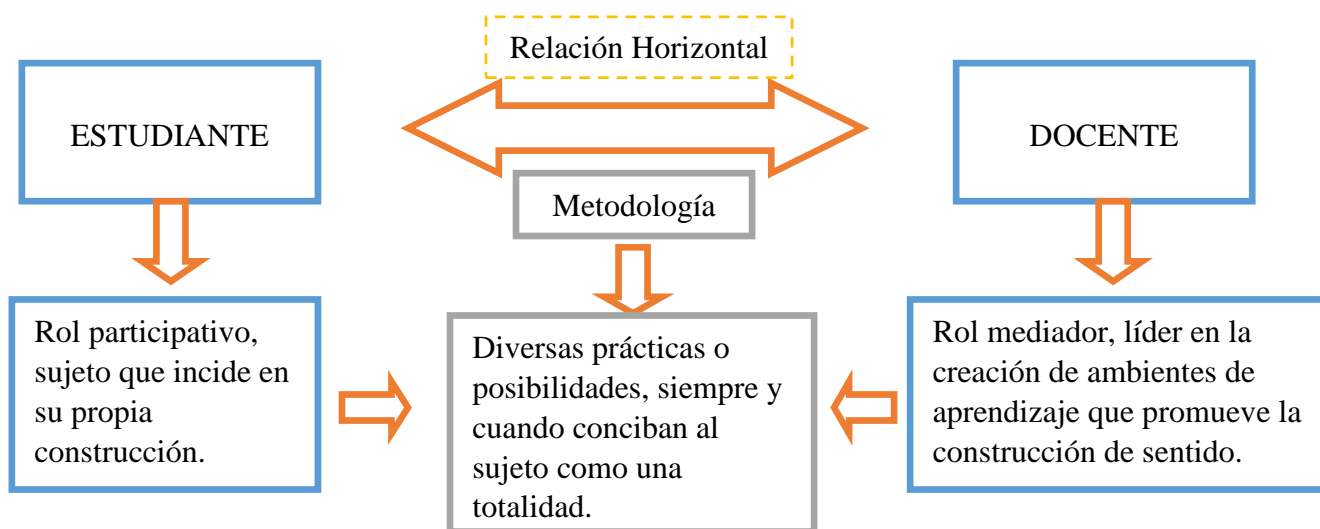 Relación Horizontal
ESTUDIANTE
DOCENTE
Metodología
Rol participativo,
sujeto que incide en
su propia
construcción.
Diversas prácticas o
posibilidades, siempre y
cuando conciban al
sujeto como una
totalidad.
Rol mediador, líder en la
creación de ambientes de
aprendizaje que promueve la
construcción de sentido.